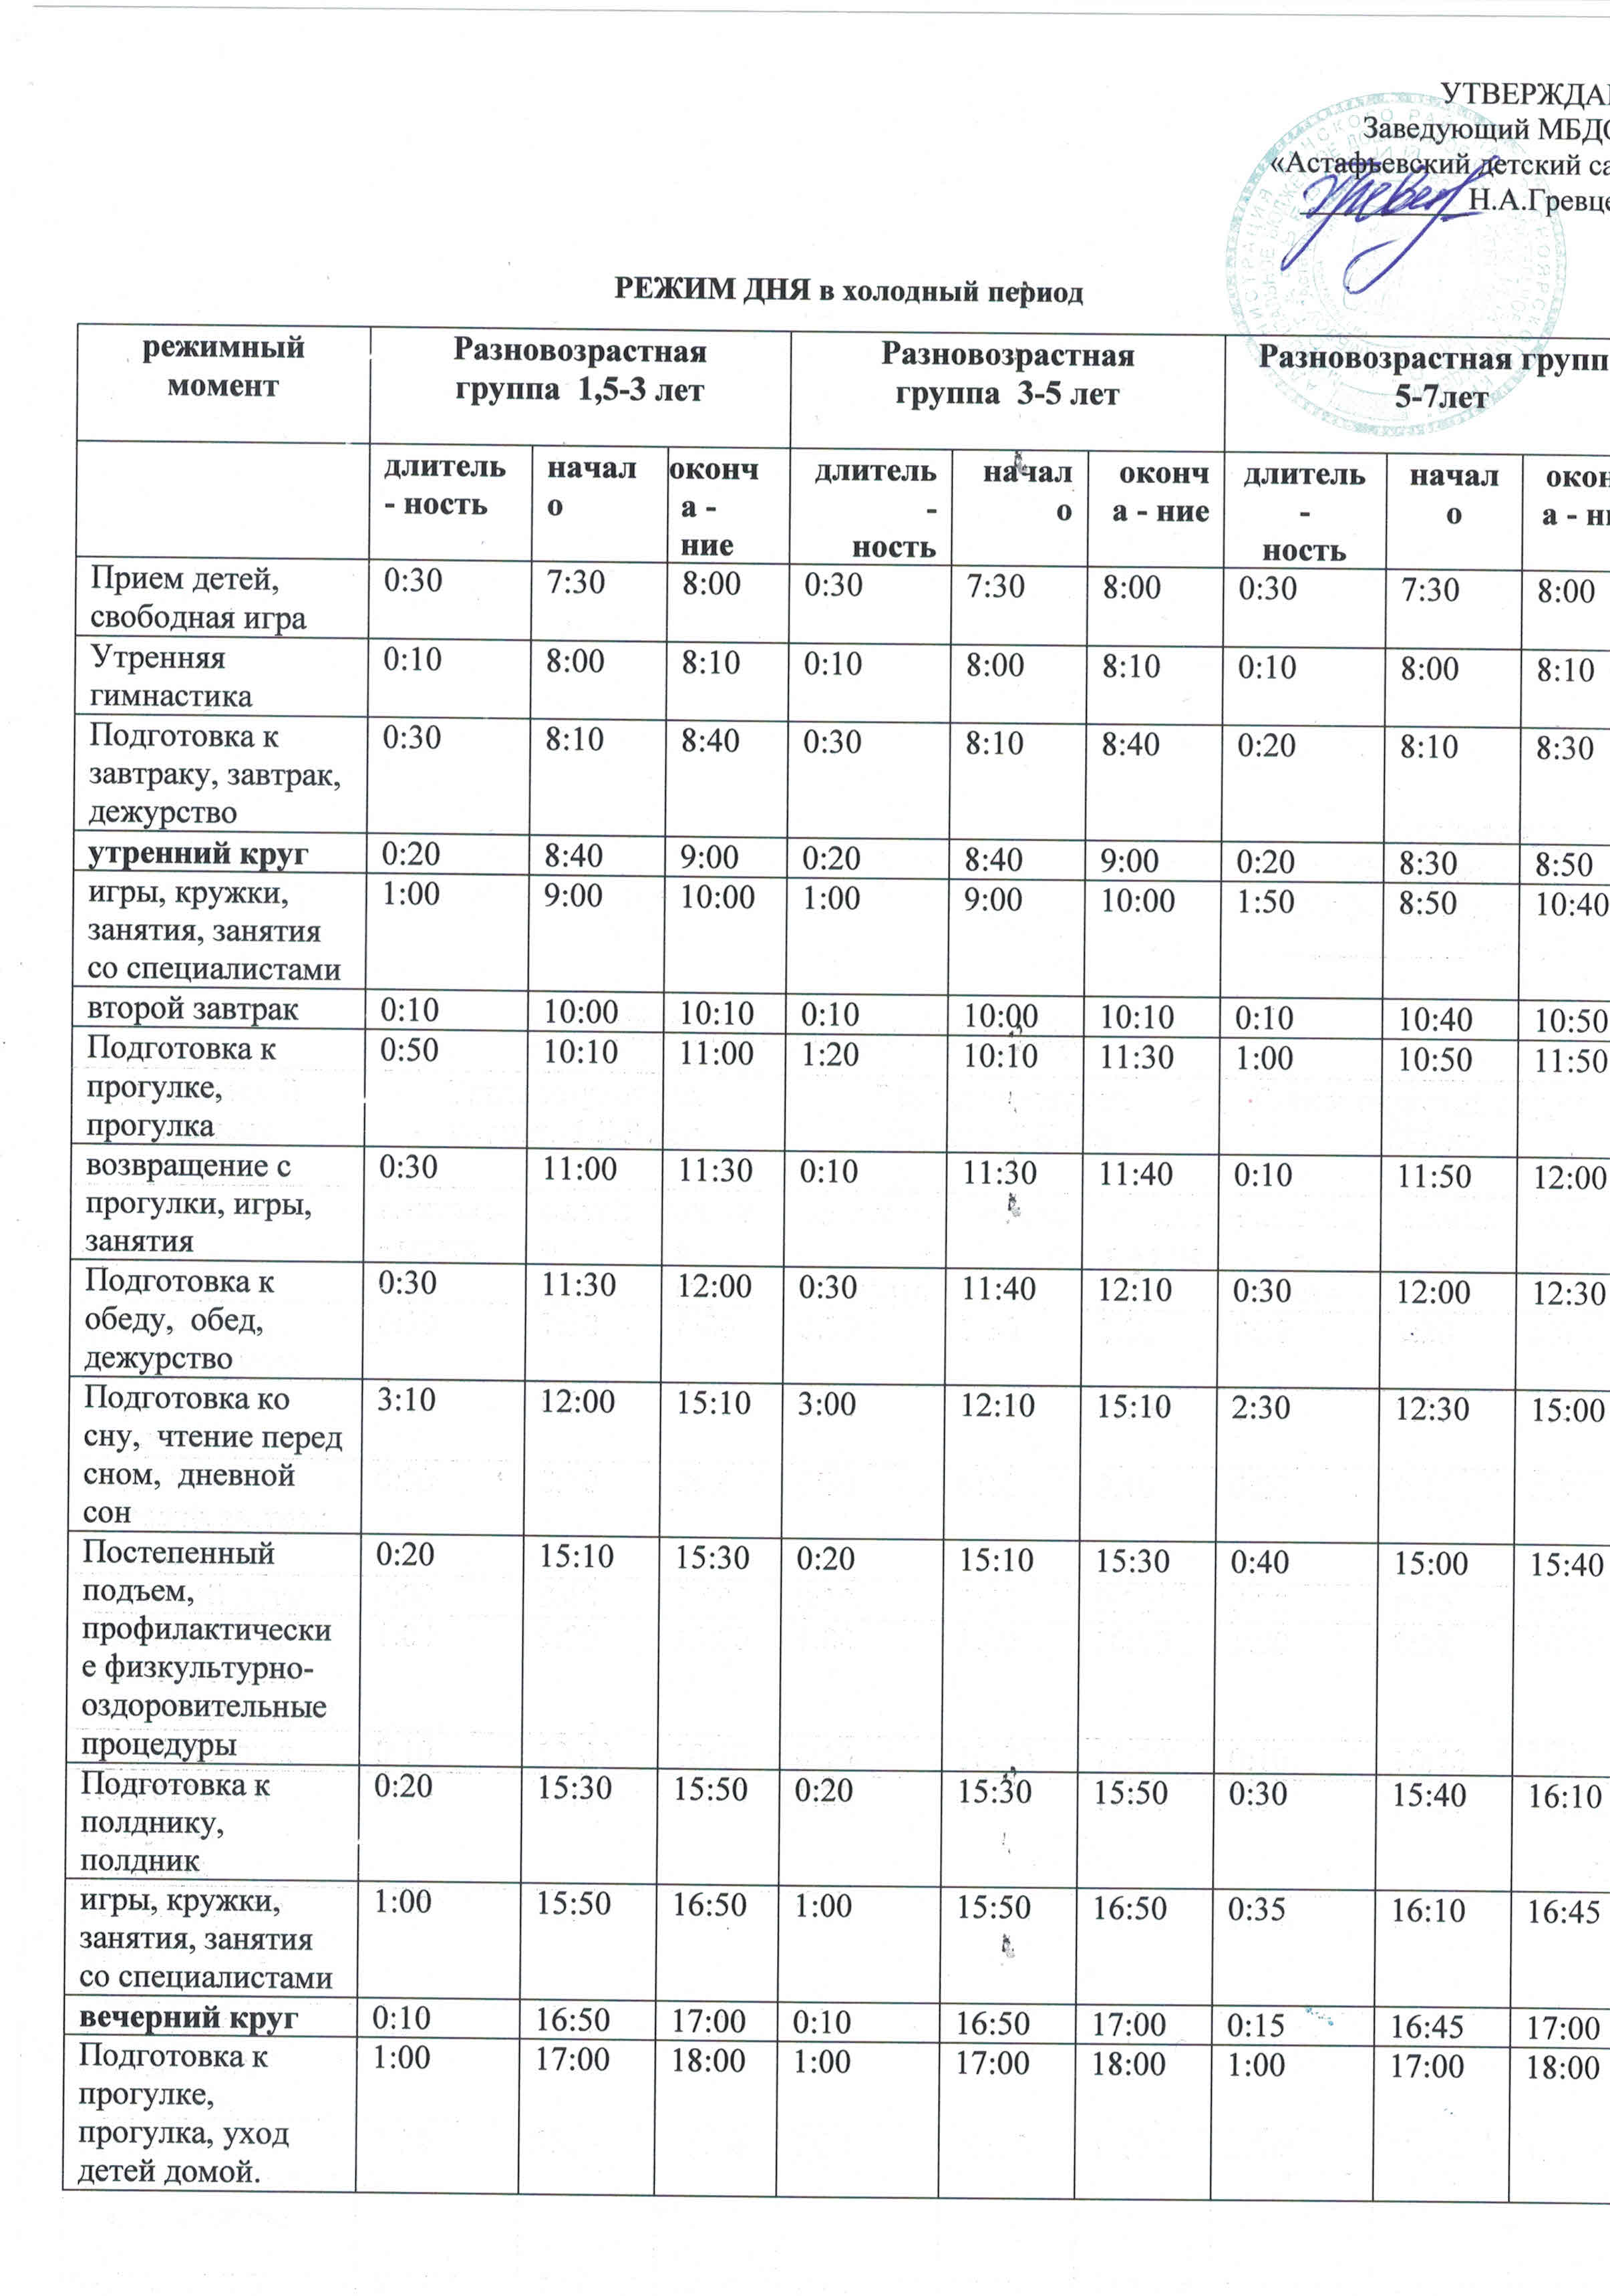 УТВЕРЖДАЮ
Заведующий МБДО
«Астафьевский детский са
Н.А.Гревце
РЕЖИМ ДНЯ в холодный период
режимный Разновозрастная Разновозрастная Разновозрастная групп
момент группа 1,5-3 лет группа 3-5 лет 5-7лет
длитель начал оконч длитель начал оконч длитель начал окон
- ность о а - - о а - ние - о а - ни
ние ность ность
Прием детей, 0:30 7:30 8:00 0:30 7:30 8:00 0:30 7:30 8:00
свободная игра
Утренняя 0:10 8:00 8:10 0:10 8:00 8:10 0:10 8:00 8:10
гимнастика
Подготовка к 0:30 8:10 8:40 0:30 8:10 8:40 0:20 8:10 8:30
завтраку, завтрак,
дежурство
утренний круг 0:20 8:40 9:00 0:20 8:40 9:00 0:20 8:30 8:50
игры, кружки, 1:00 9:00 10:00 1:00 9:00 10:00 1:50 8:50 10:40
занятия, занятия
со специалистами
второй завтрак 0:10 10:00 10:10 0:10 10:00 10:10 0:10 10:40 10:50
Подготовка к 0:50 10:10 11:00 1:20 10:10 11:30 1:00 10:50 11:50
прогулке,
прогулка
возвращение с 0:30 11:00 11:30 0:10 11:30 11:40 0:10 11:50 12:00
прогулки, игры,
занятия
Подготовка к 0:30 11:30 12:00 0:30 11:40 12:10 0:30 12:00 12:30
обеду, обед,
дежурство
Подготовка ко 3:10 12:00 15:10 3:00 12:10 15:10 2:30 12:30 15:00
сну, чтение перед
сном, дневной
сон
Постепенный 0:20 15:10 15:30 0:20 15:10 15:30 0:40 15:00 15:40
подъем,
профилактически
е физкультурно-
оздоровительные
процедуры
Подготовка к 0:20 15:30 15:50 0:20 15:30 15:50 0:30 15:40 16:10
полднику,
полдник
игры, кружки, 1:00 15:50 16:50 1:00 15:50 16:50 0:35 16:10 16:45
занятия, занятия
со специалистами
вечерний круг 0:10 16:50 17:00 0:10 16:50 17:00 0:15 16:45 17:00
Подготовка к 1:00 17:00 18:00 1:00 17:00 18:00 1:00 17:00 18:00
прогулке,
прогулка, уход
детей домой.